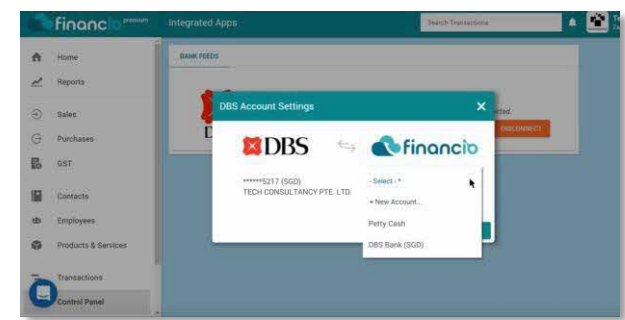 financio premium
Integrated Apps
Search Transactions
Home
Reports
Sales
Purchases
GST
Contacts
Employees
Products & Services
Transactions
Control Panel
BANK FEEDS
DISCONNECT
DBS Account Settings
DBS
financio
******5217 (SGD)
TECH CONSULTANCY PTE. LTD.
- Select - *
+ New Account...
Petty Cash
DBS Bank (SGD)